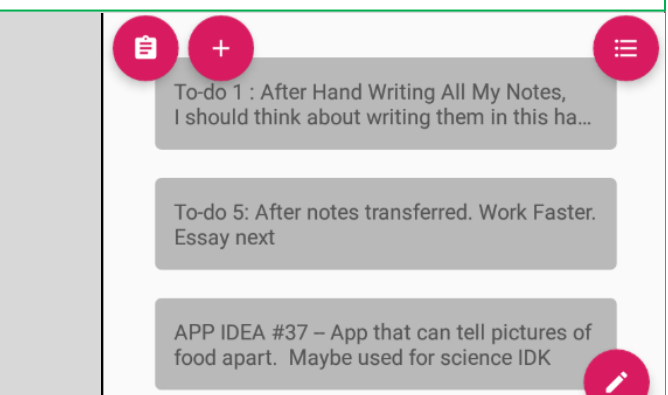 To-do 1 : After Hand Writing All My Notes,
I should think about writing them in this ha...
To-do 5: After notes transferred. Work Faster.
Essay next
APP IDEA #37 – App that can tell pictures of
food apart.  Maybe used for science IDK